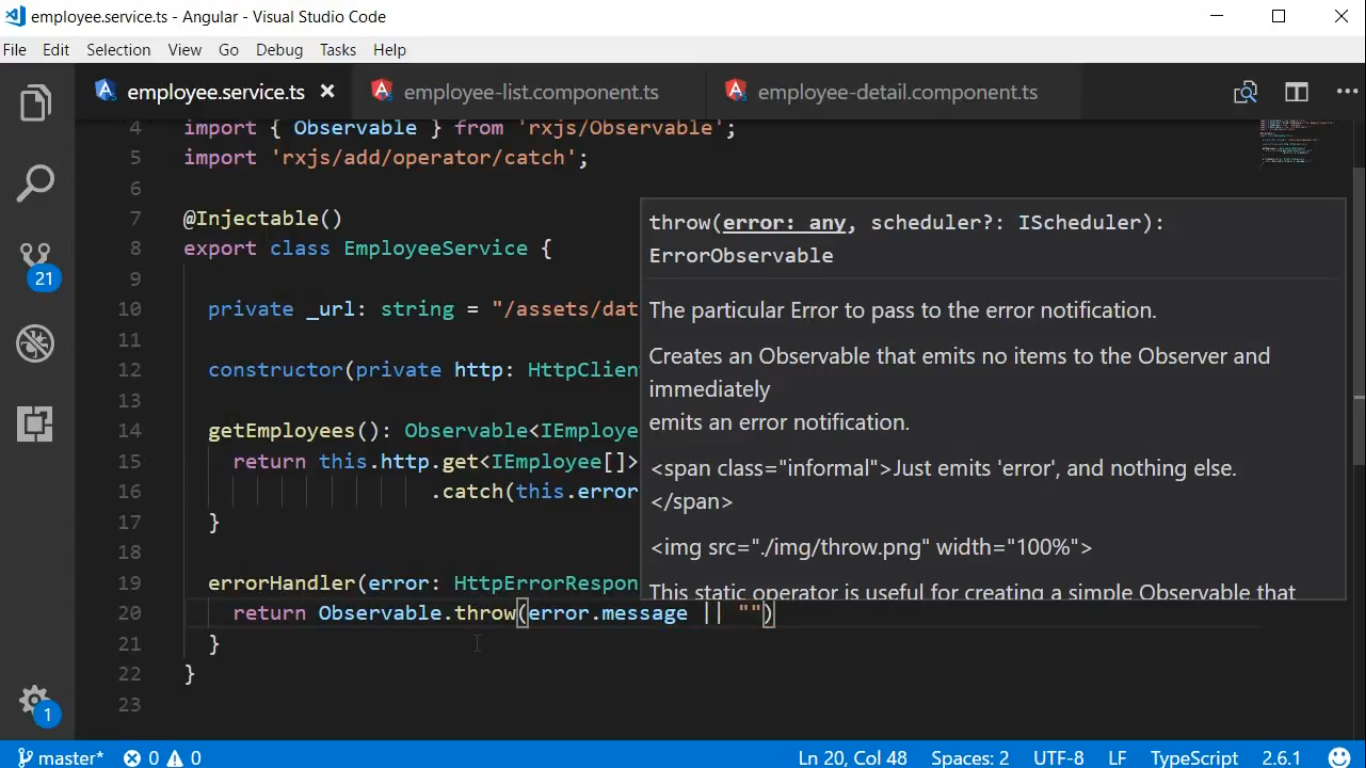 employee.service.ts - Angular - Visual Studio Code
File Edit Selection View Go Debug Tasks Help
employee.service.ts employee-list.component.ts employee-detail.component.ts
4 import { Observable } from 'rxjs/Observable';
5 import 'rxjs/add/operator/catch';
6
7 @Injectable()
8 export class EmployeeService {
9
10 private _url: string = "/assets/dat
11
12 constructor(private http: HttpClien
13
14 getEmployees(): Observable<IEmploye
15 return this.http.get<IEmployee[]>
16 .catch(this.error
17 }
18
19 errorHandler(error: HttpErrorRespon
20 return Observable.throw(error.message || "")
21 }
22 }
23
throw(error: any, scheduler?: IScheduler):
ErrorObservable
The particular Error to pass to the error notification.
Creates an Observable that emits no items to the Observer and
immediately
emits an error notification.
<span class="informal">Just emits 'error', and nothing else.
</span>
<img src="./img/throw.png" width="100%">
This static operator is useful for creating a simple Observable that
21
1
master* 0 0 Ln 20, Col 48 Spaces: 2 UTF-8 LF TypeScript 2.6.1